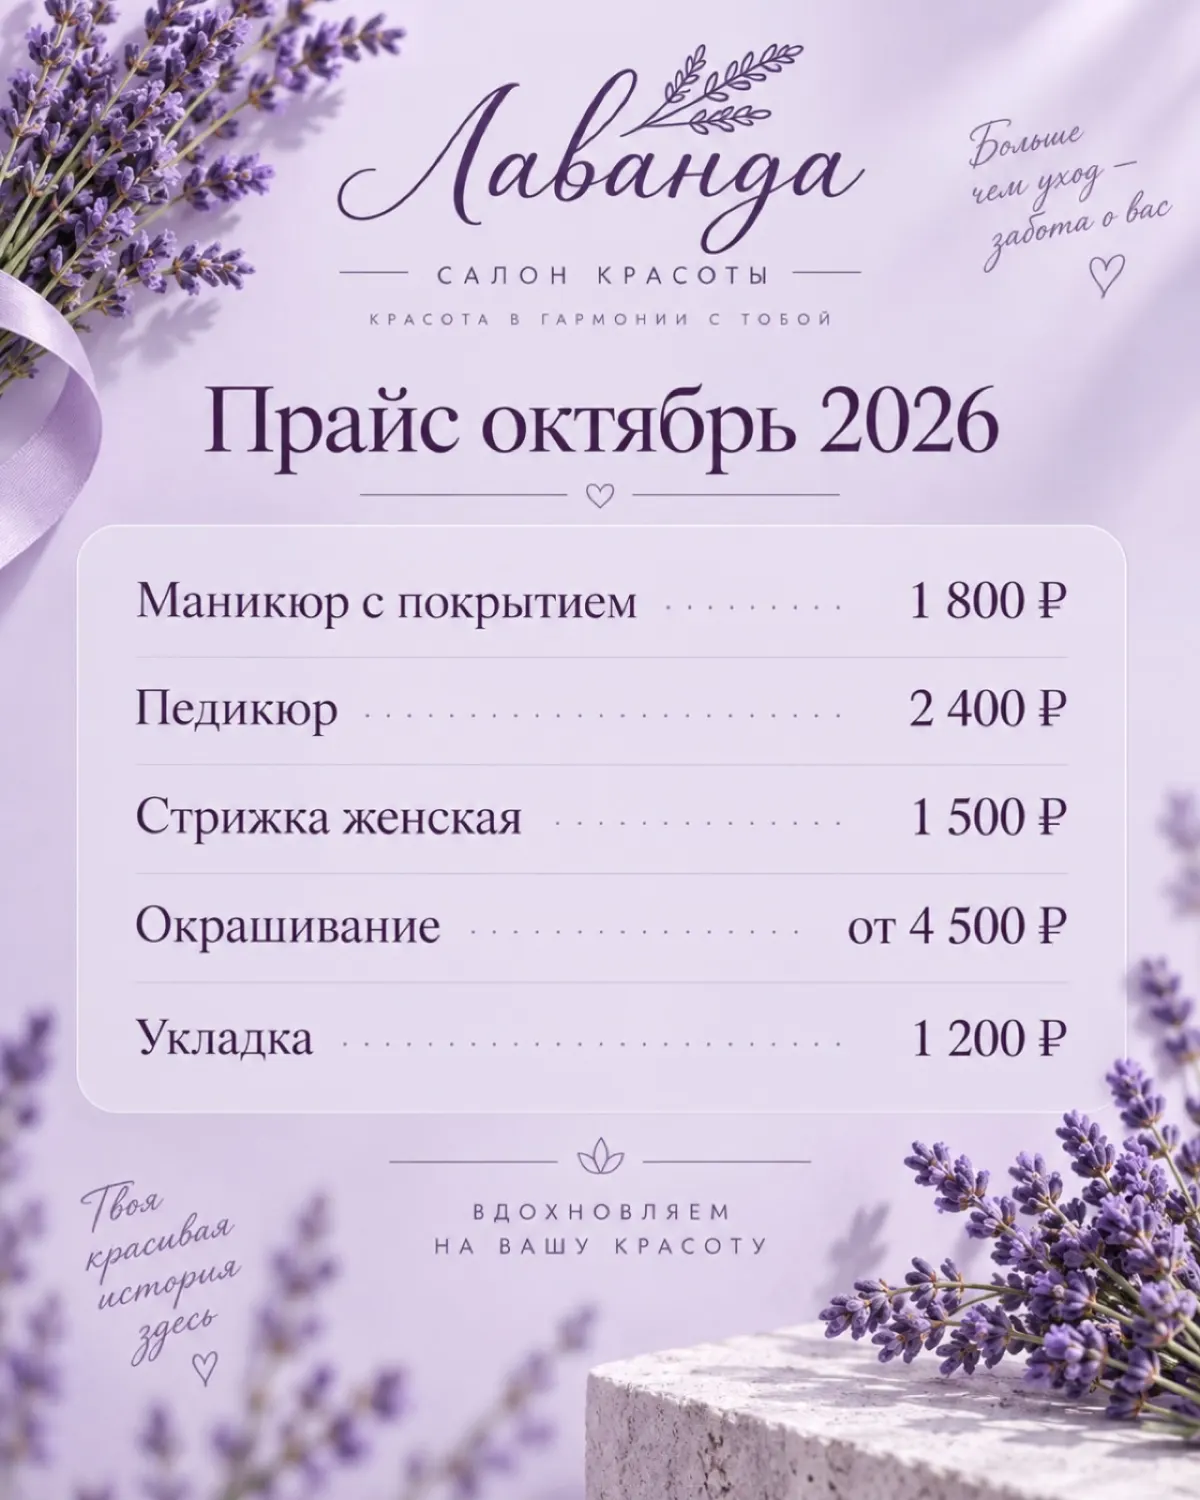 Лаванда
САЛОН КРАСОТЫ
КРАСОТА В ГАРМОНИИ С ТОБОЙ
Больше
чем уход —
забота о вас
Прайс октябрь 2026
Маникюр с покрытием 1 800 ₽
Педикюр 2 400 ₽
Стрижка женская 1 500 ₽
Окрашивание от 4 500 ₽
Укладка 1 200 ₽
ВДОХНОВЛЯЕМ
НА ВАШУ КРАСОТУ
Твоя
красивая
история
здесь